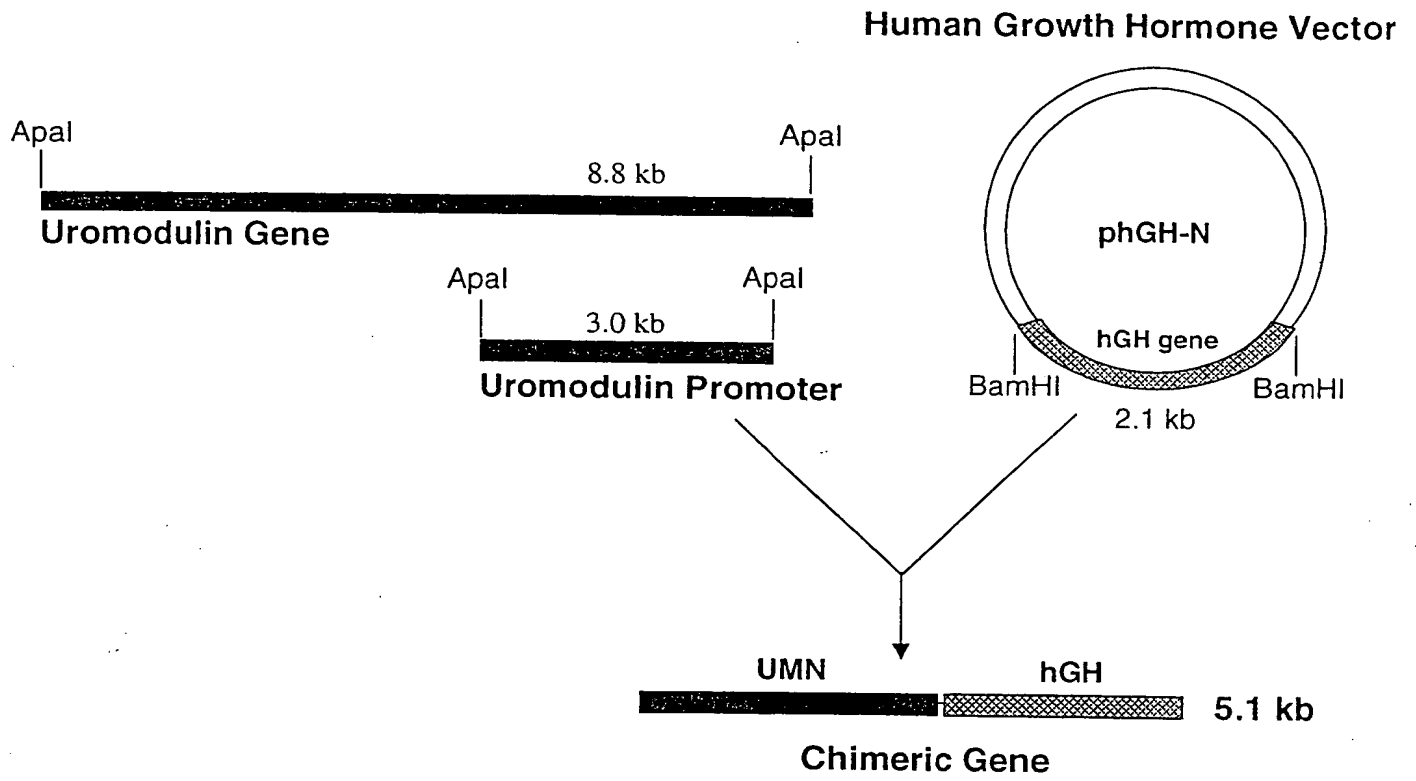 Human Growth Hormone Vector
ApaI
ApaI
8.8 kb
Uromodulin Gene
ApaI
ApaI
3.0 kb
Uromodulin Promoter
phGH-N
hGH gene
BamHI
BamHI
2.1 kb
UMN
hGH
5.1 kb
Chimeric Gene